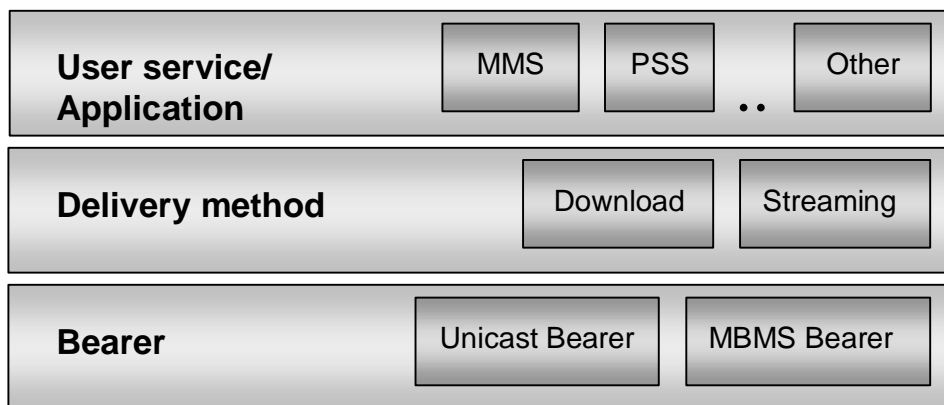 User service/
Application
MMS
PSS
..
Other
Delivery method
Download
Streaming
Bearer
Unicast Bearer
MBMS Bearer